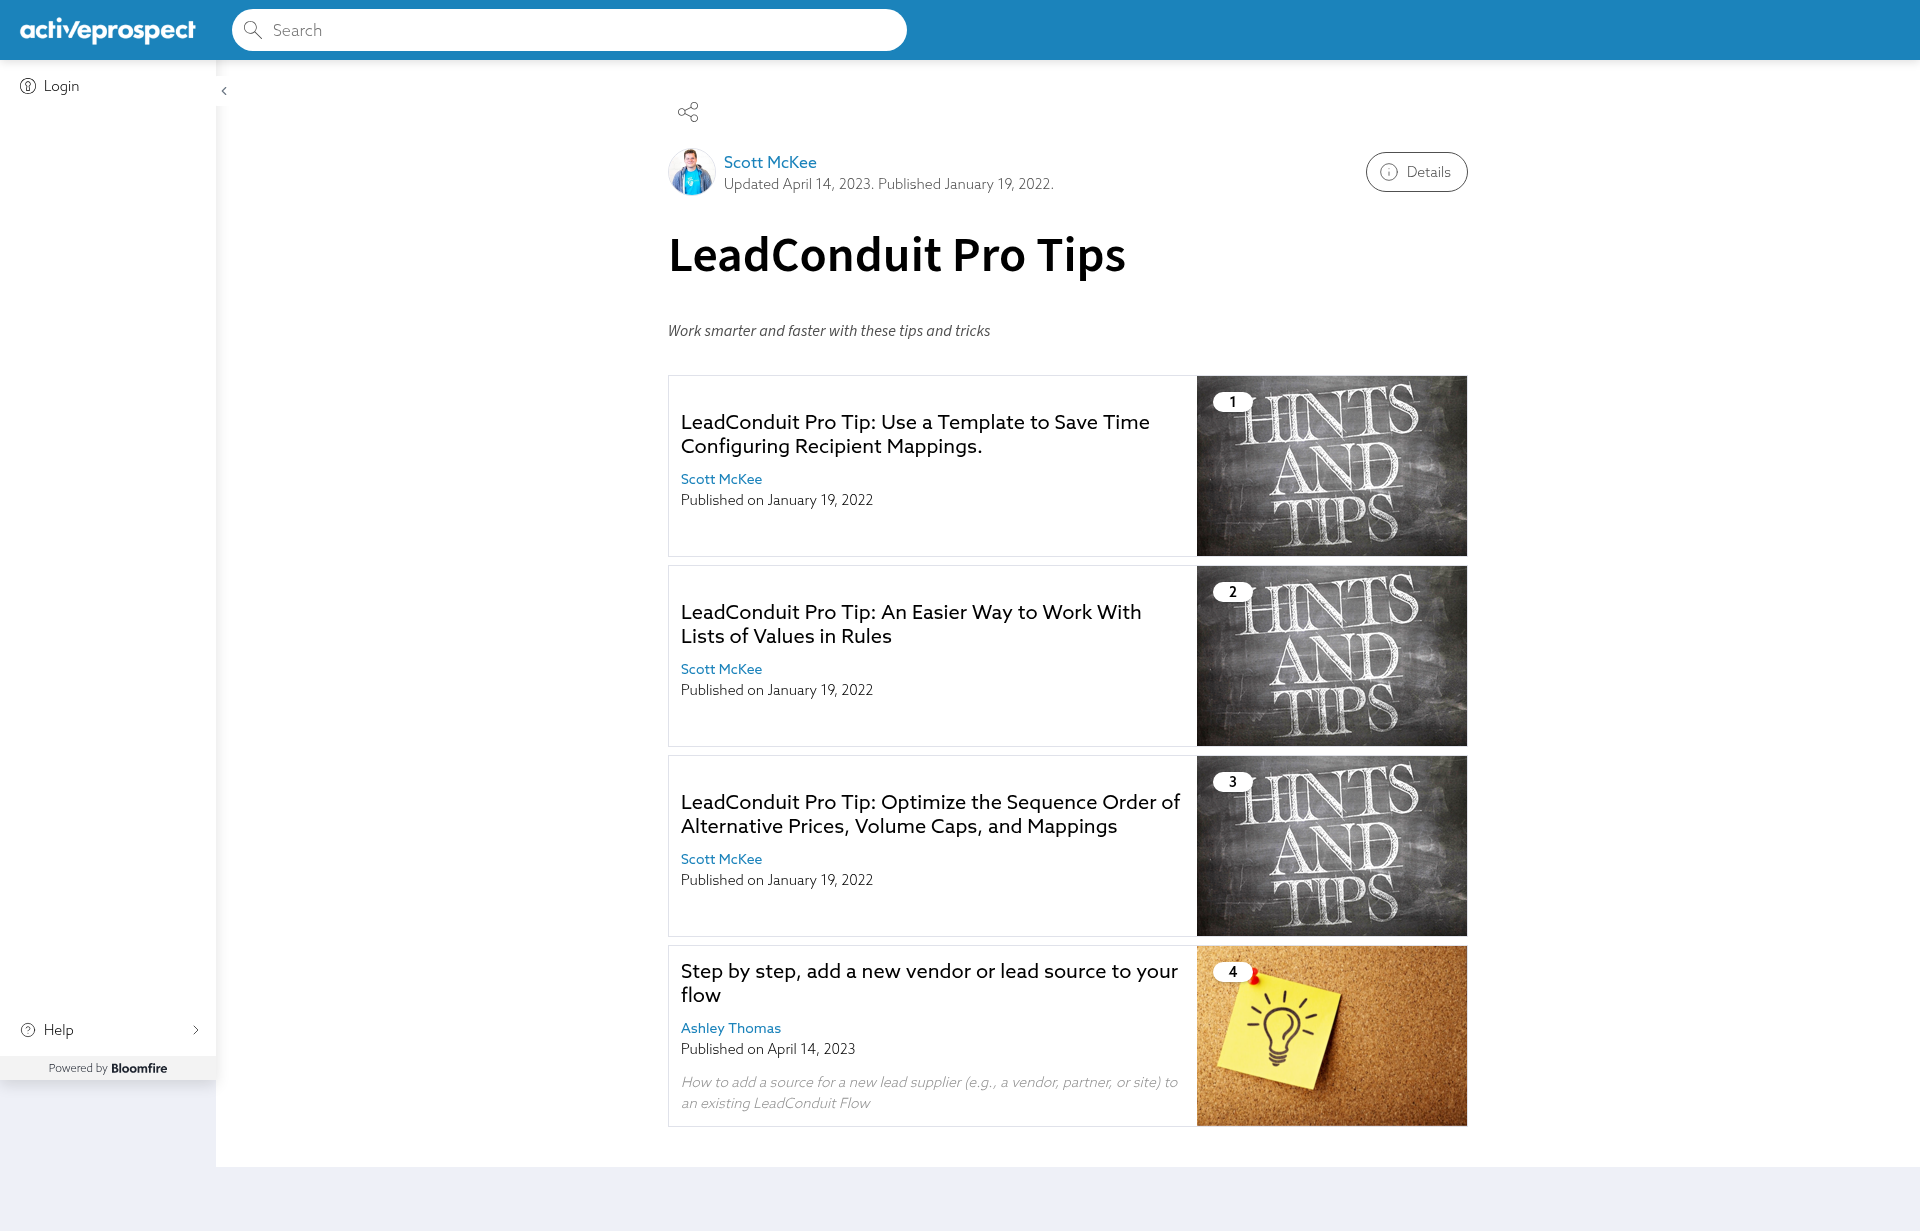 activeprospect
Search
Login
Scott McKee
Updated April 14, 2023. Published January 19, 2022.
Details
LeadConduit Pro Tips
Work smarter and faster with these tips and tricks
LeadConduit Pro Tip: Use a Template to Save Time
Configuring Recipient Mappings.
Scott McKee
Published on January 19, 2022
1
HINTS
AND
TIPS
LeadConduit Pro Tip: An Easier Way to Work With
Lists of Values in Rules
Scott McKee
Published on January 19, 2022
2
HINTS
AND
TIPS
LeadConduit Pro Tip: Optimize the Sequence Order of
Alternative Prices, Volume Caps, and Mappings
Scott McKee
Published on January 19, 2022
3
HINTS
AND
TIPS
Step by step, add a new vendor or lead source to your
flow
Ashley Thomas
Published on April 14, 2023
How to add a source for a new lead supplier (e.g., a vendor, partner, or site) to
an existing LeadConduit Flow
4
Help
Powered by Bloomfire